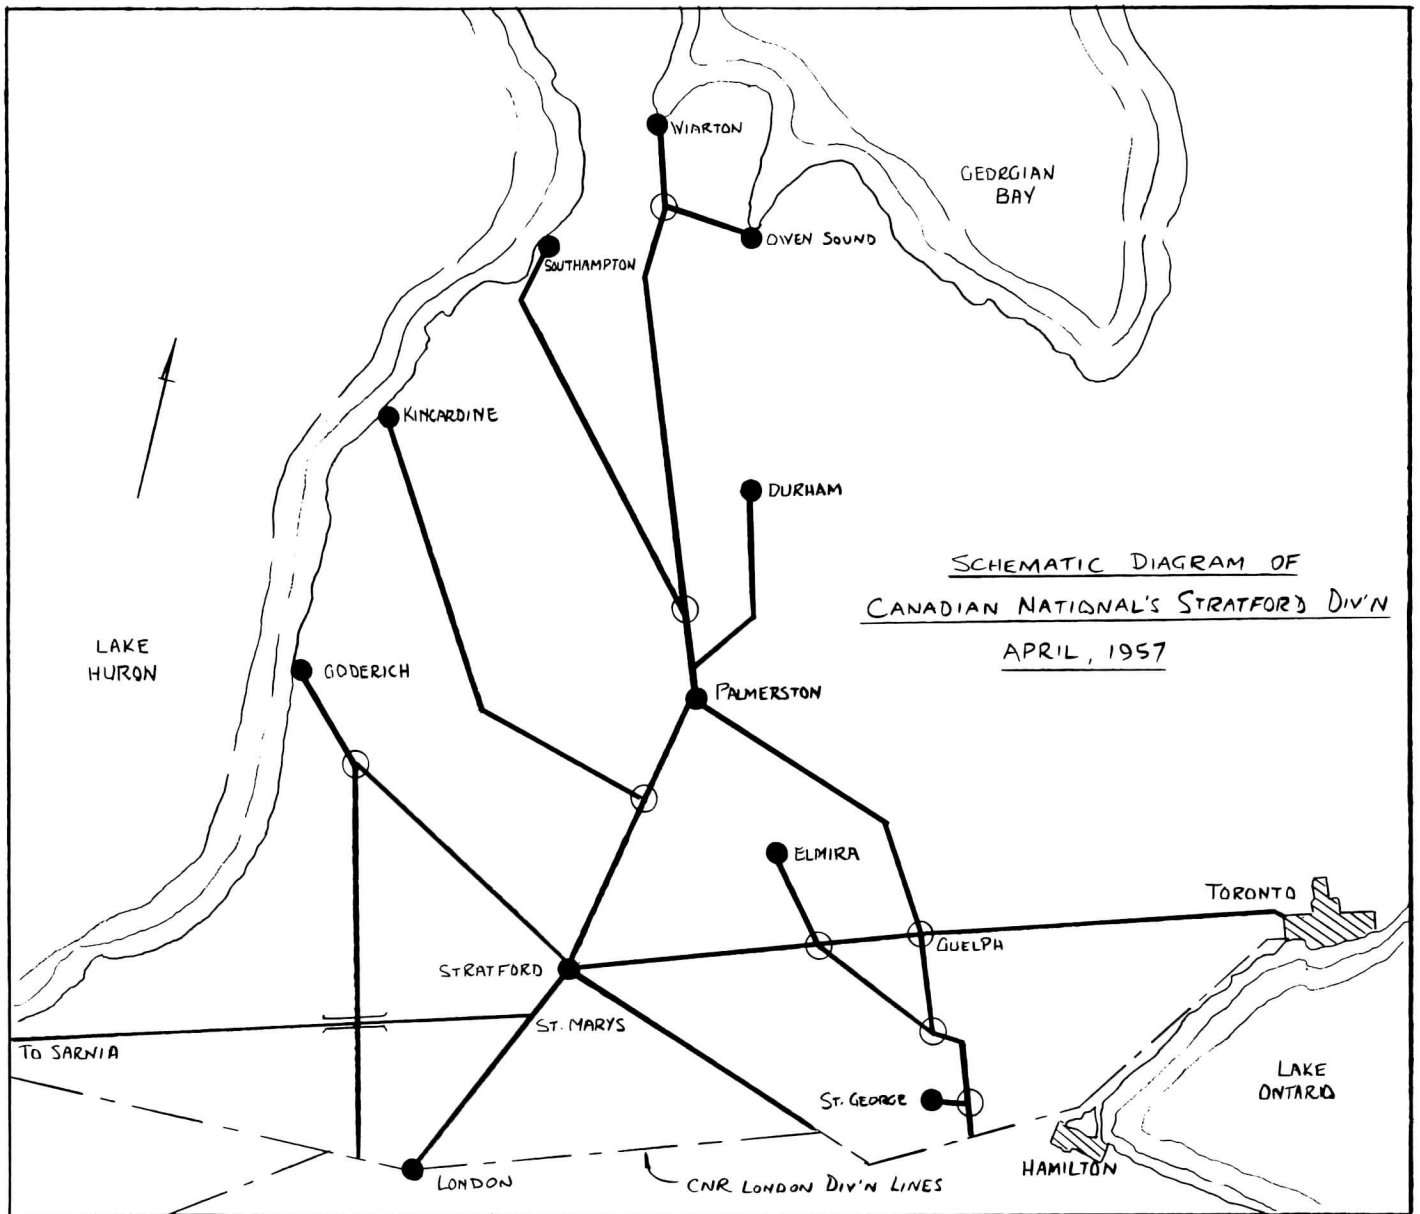 WIARTON
GEORGIAN
BAY
OWEN SOUND
SOUTHAMPTON
KINCARDINE
DURHAM
SCHEMATIC DIAGRAM OF
CANADIAN NATIONAL'S STRATFORD DIV'N
APRIL, 1957
LAKE
HURON
GODERICH
PALMERSTON
ELMIRA
TORONTO
GUELPH
STRATFORD
ST. MARYS
TO SARNIA
LAKE
ONTARIO
ST. GEORGE
HAMILTON
LONDON
CNR LONDON DIV'N LINES